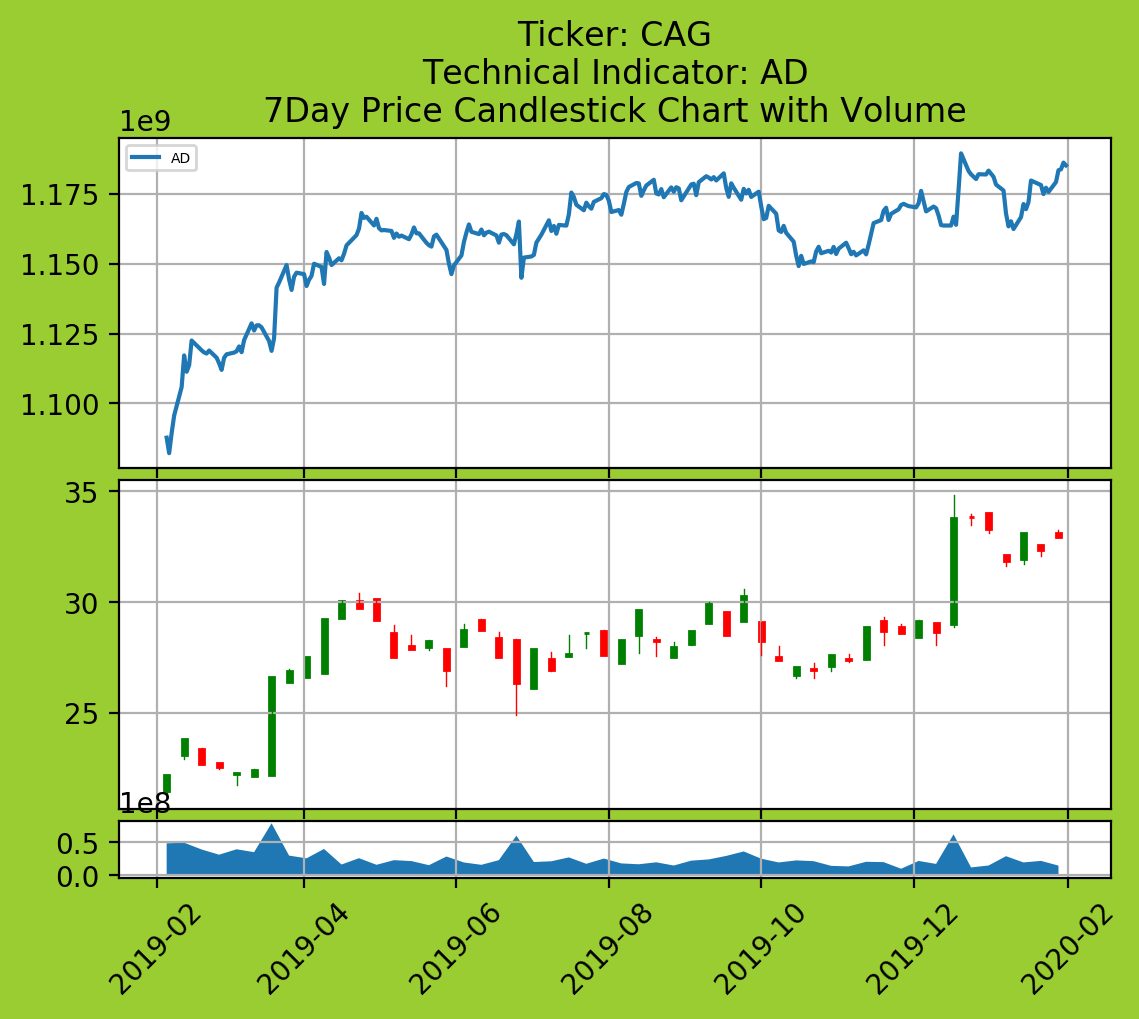 Ticker: CAG
Technical Indicator: AD
7Day Price Candlestick Chart with Volume
1e9
AD
1.175
1.150
1.125
1.100
35
30
25
1e8
0.5
0.0
2019-02
2019-04
2019-06
2019-08
2019-10
2019-12
2020-02